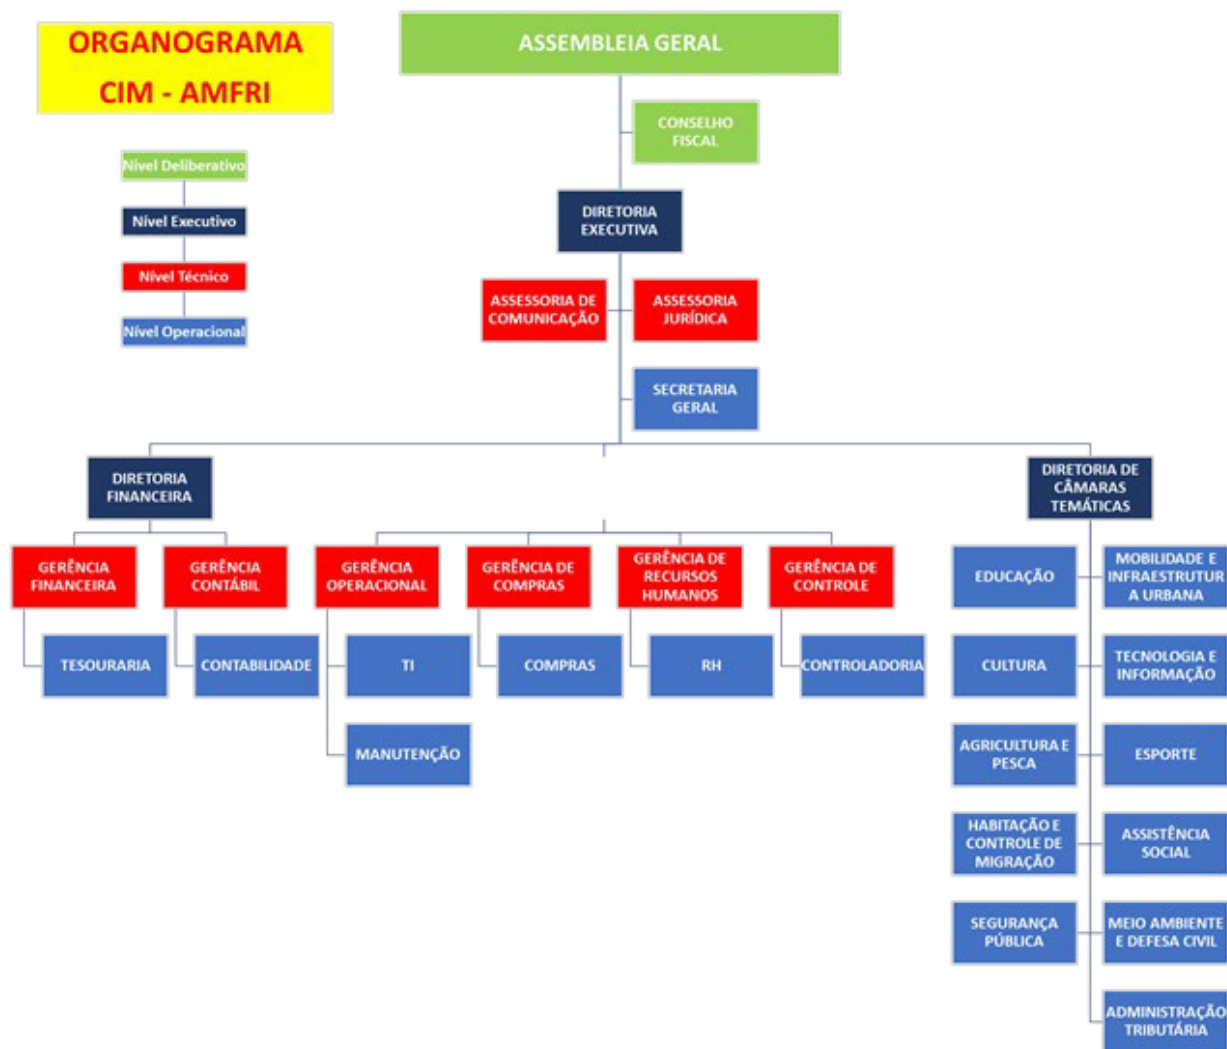 ORGANOGRAMA
CIM - AMFRI
ASSEMBLEIA GERAL
CONSELHO
FISCAL
Nível Deliberativo
Nível Executivo
Nível Técnico
Nível Operacional
DIRETORIA
EXECUTIVA
ASSESSORIA DE
COMUNICAÇÃO
ASSESSORIA
JURÍDICA
SECRETARIA
GERAL
DIRETORIA
FINANCEIRA
DIRETORIA DE
CÂMARAS
TEMÁTICAS
GERÊNCIA
FINANCEIRA
GERÊNCIA
CONTÁBIL
GERÊNCIA
OPERACIONAL
GERÊNCIA DE
COMPRAS
GERÊNCIA DE
RECURSOS
HUMANOS
GERÊNCIA DE
CONTROLE
TESOURARIA
CONTABILIDADE
TI
COMPRAS
RH
CONTROLADORIA
MANUTENÇÃO
EDUCAÇÃO
MOBILIDADE E
INFRAESTRUTUR
A URBANA
CULTURA
TECNOLOGIA E
INFORMAÇÃO
AGRICULTURA E
PESCA
ESPORTE
HABITAÇÃO E
CONTROLE DE
MIGRAÇÃO
ASSISTÊNCIA
SOCIAL
SEGURANÇA
PÚBLICA
MEIO AMBIENTE
E DEFESA CIVIL
ADMINISTRAÇÃO
TRIBUTÁRIA